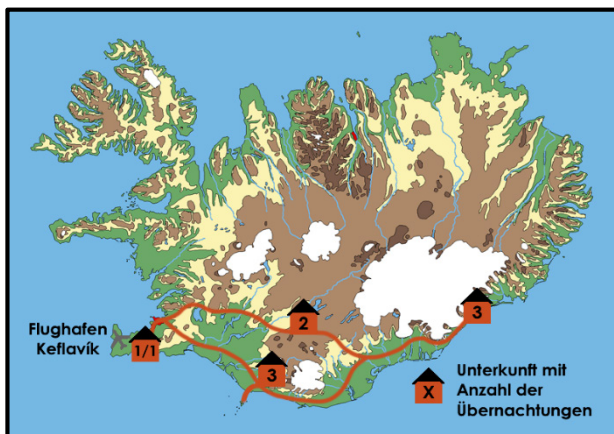 Flughafen
Keflavík
1/1
2
3
3
X
Unterkunft mit
Anzahl der
Übernachtungen